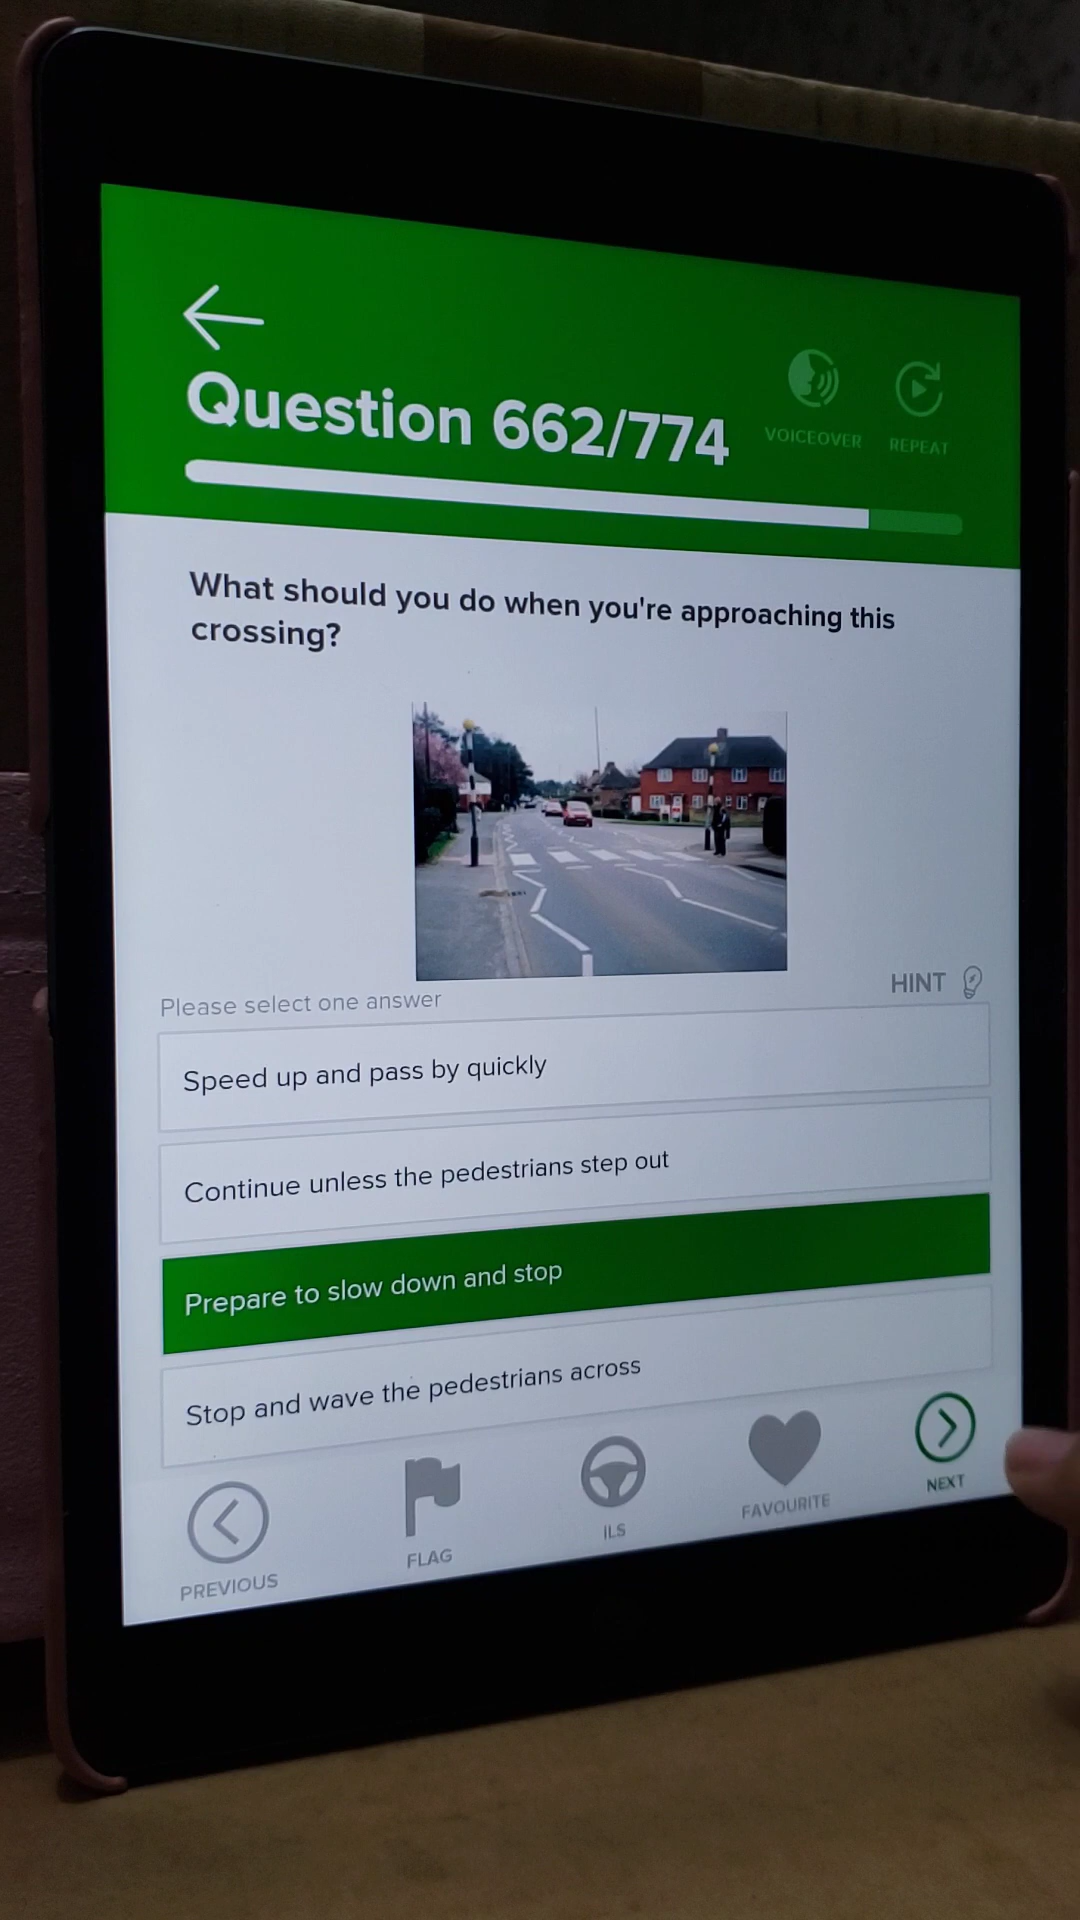 Question 662/774
VOICEOVER
REPEAT
What should you do when you're approaching this
crossing?
HINT
Please select one answer
Speed up and pass by quickly
Continue unless the pedestrians step out
Prepare to slow down and stop
Stop and wave the pedestrians across
PREVIOUS
FLAG
ILS
FAVOURITE
NEXT